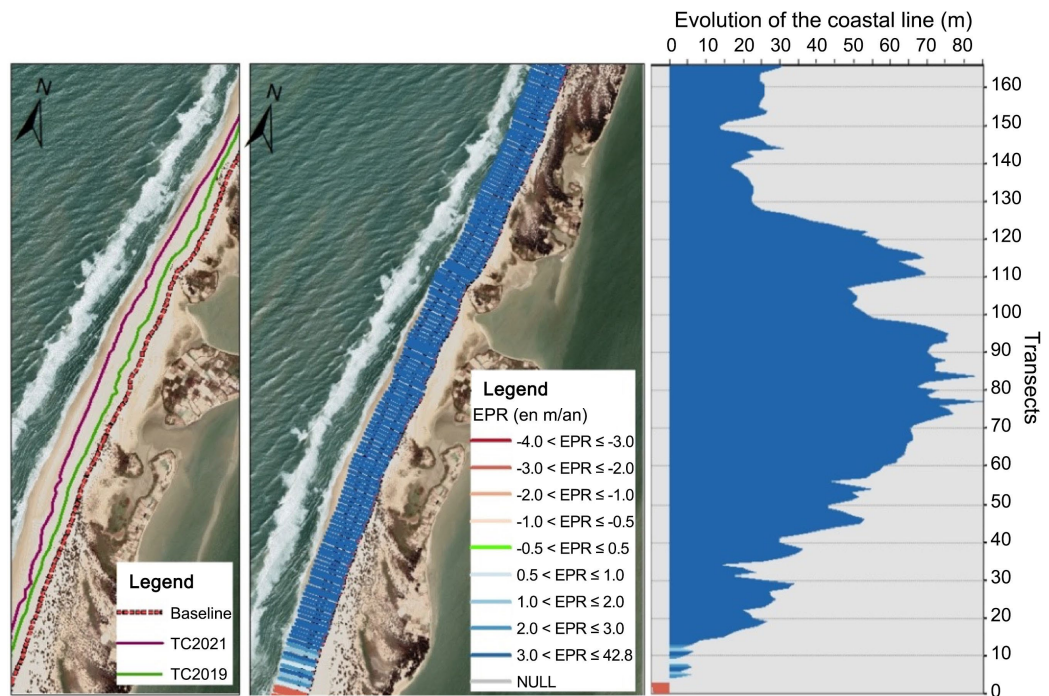 Evolution of the coastal line (m)
0 10 20 30 40 50 60 70 80
N
N
160
150
140
130
120
110
100
90
80
70
60
50
40
30
20
10
0
Transects
Legend
Baseline
TC2021
TC2019
Legend
EPR (en m/an)
-4.0 < EPR ≤ -3.0
-3.0 < EPR ≤ -2.0
-2.0 < EPR ≤ -1.0
-1.0 < EPR ≤ -0.5
-0.5 < EPR ≤ 0.5
0.5 < EPR ≤ 1.0
1.0 < EPR ≤ 2.0
2.0 < EPR ≤ 3.0
3.0 < EPR ≤ 42.8
NULL